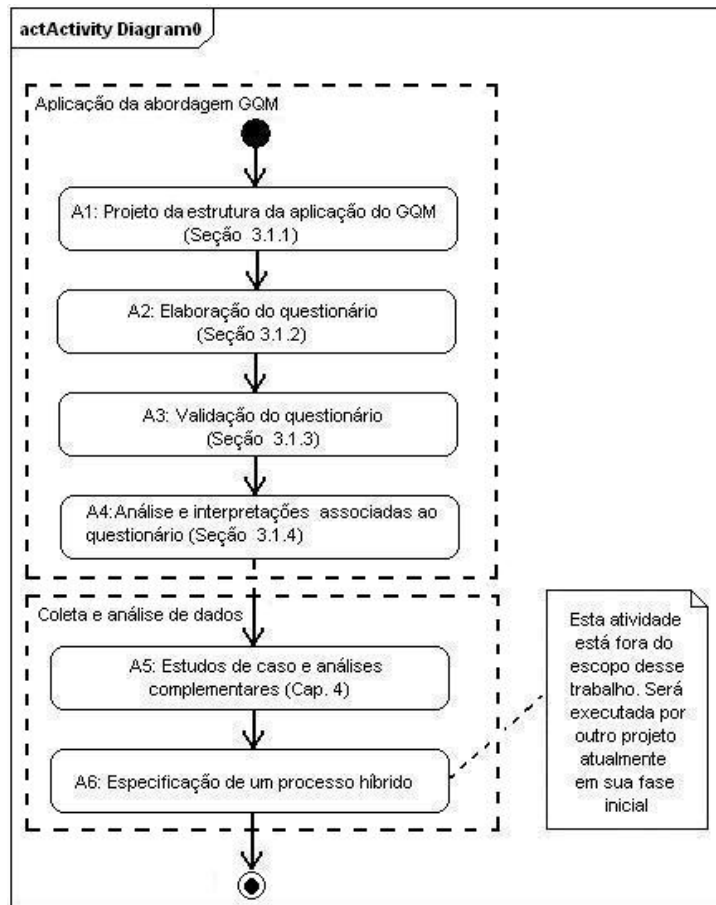 actActivity Diagram0
Aplicação da abordagem GQM
A1: Projeto da estrutura da aplicação do GQM
(Seção 3.1.1)
A2: Elaboração do questionário
(Seção 3.1.2)
A3: Validação do questionário
(Seção 3.1.3)
A4:Análise e interpretações associadas ao
questionário (Seção 3.1.4)
Coleta e análise de dados
A5: Estudos de caso e análises
complementares (Cap. 4)
A6: Especificação de um processo híbrido
Esta atividade
está fora do
escopo desse
trabalho. Será
executada por
outro projeto
atualmente
em sua fase
inicial